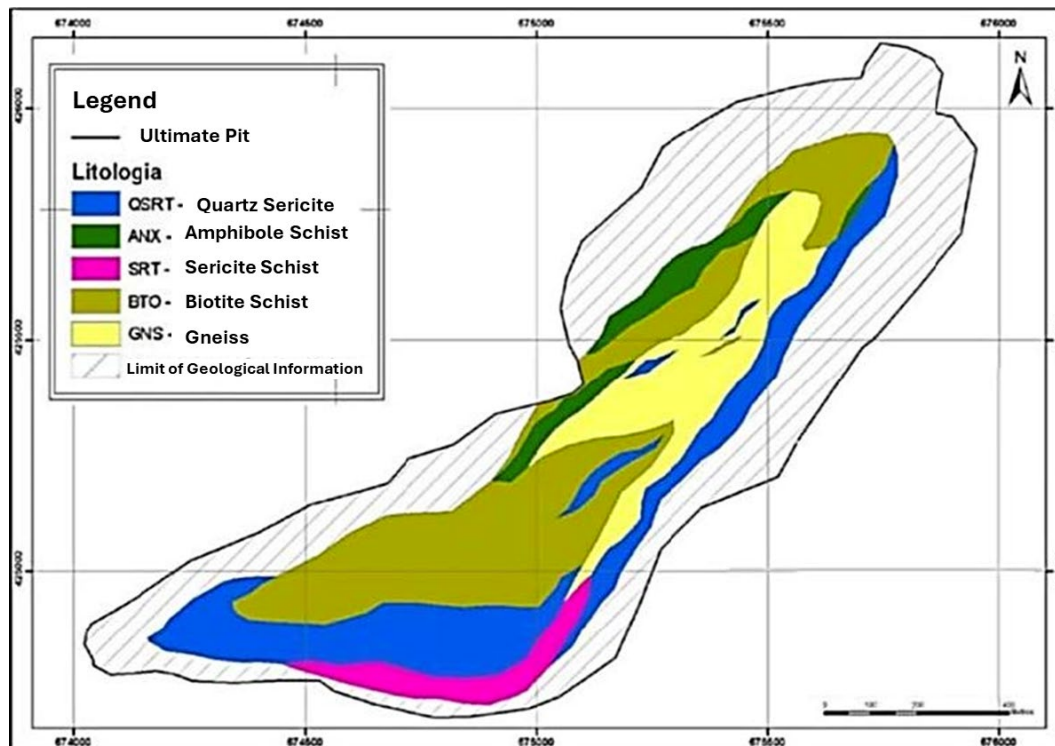 674000 674500 675000 675500 676000
N
Legend
Ultimate Pit
Litologia
QSRT - Quartz Sericite
ANX - Amphibole Schist
SRT - Sericite Schist
BTO - Biotite Schist
GNS - Gneiss
Limit of Geological Information
674000 674500 675000 675500 676000